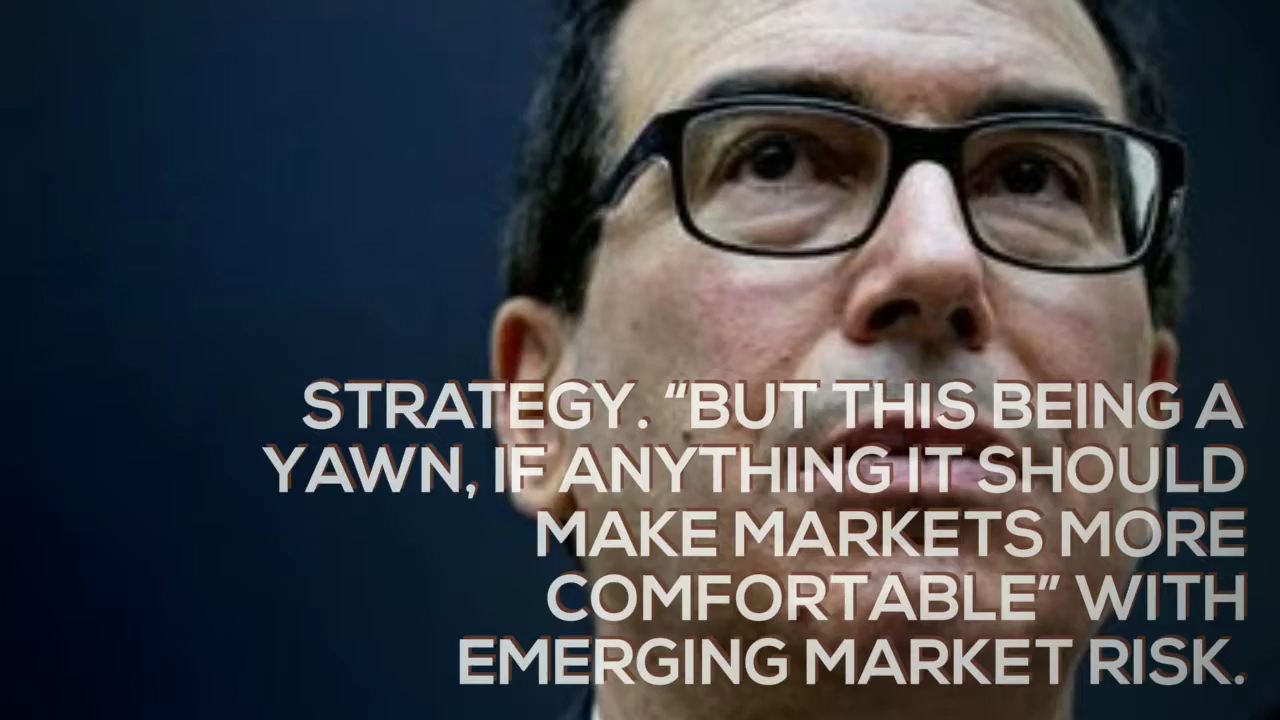 STRATEGY. “BUT THIS BEING A
YAWN, IF ANYTHING IT SHOULD
MAKE MARKETS MORE
COMFORTABLE” WITH
EMERGING MARKET RISK.